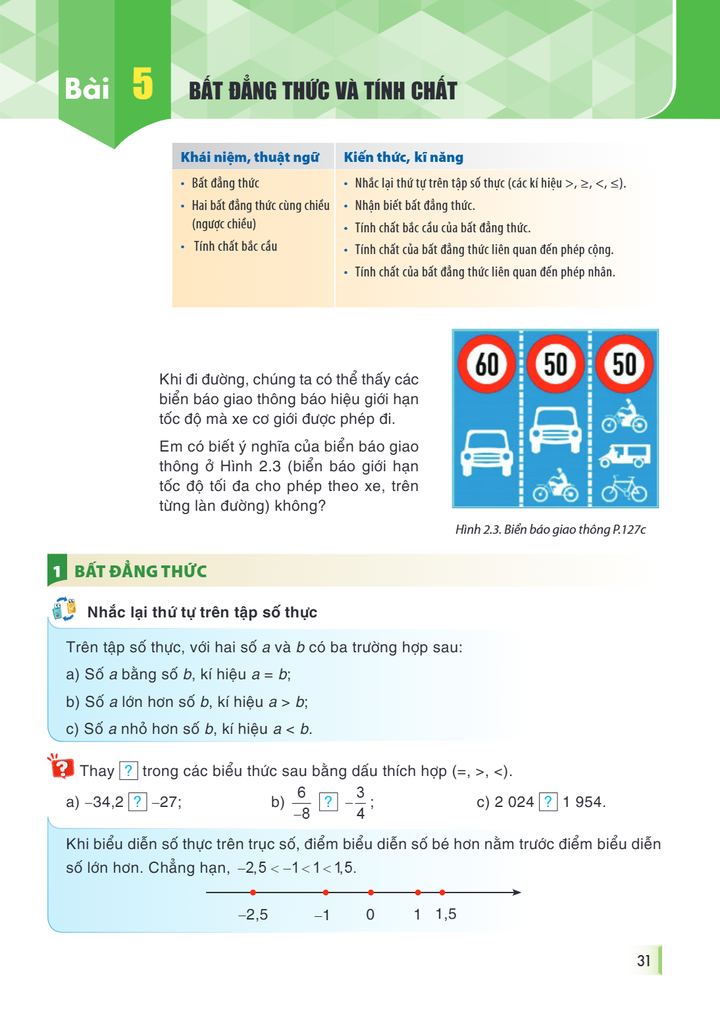 Bài 5
BẤT ĐẲNG THỨC VÀ TÍNH CHẤT
Khái niệm, thuật ngữ
• Bất đẳng thức
• Hai bất đẳng thức cùng chiều
(ngược chiều)
• Tính chất bắc cầu
Kiến thức, kĩ năng
• Nhắc lại thứ tự trên tập số thực (các kí hiệu >, ≥, <, ≤).
• Nhận biết bất đẳng thức.
• Tính chất bắc cầu của bất đẳng thức.
• Tính chất của bất đẳng thức liên quan đến phép cộng.
• Tính chất của bất đẳng thức liên quan đến phép nhân.
Khi đi đường, chúng ta có thể thấy các
biển báo giao thông báo hiệu giới hạn
tốc độ mà xe cơ giới được phép đi.
Em có biết ý nghĩa của biển báo giao
thông ở Hình 2.3 (biển báo giới hạn
tốc độ tối đa cho phép theo xe, trên
từng làn đường) không?
60 50 50
Hình 2.3. Biển báo giao thông P.127c
1 BẤT ĐẲNG THỨC
Nhắc lại thứ tự trên tập số thực
Trên tập số thực, với hai số a và b có ba trường hợp sau:
a) Số a bằng số b, kí hiệu a = b;
b) Số a lớn hơn số b, kí hiệu a > b;
c) Số a nhỏ hơn số b, kí hiệu a < b.
? Thay ? trong các biểu thức sau bằng dấu thích hợp (=, >, <).
a) –34,2 ? –27; b) 6/–8 ? –3/4; c) 2 024 ? 1 954.
Khi biểu diễn số thực trên trục số, điểm biểu diễn số bé hơn nằm trước điểm biểu diễn
số lớn hơn. Chẳng hạn, –2,5 < –1 < 1 < 1,5.
–2,5 –1 0 1 1,5
31